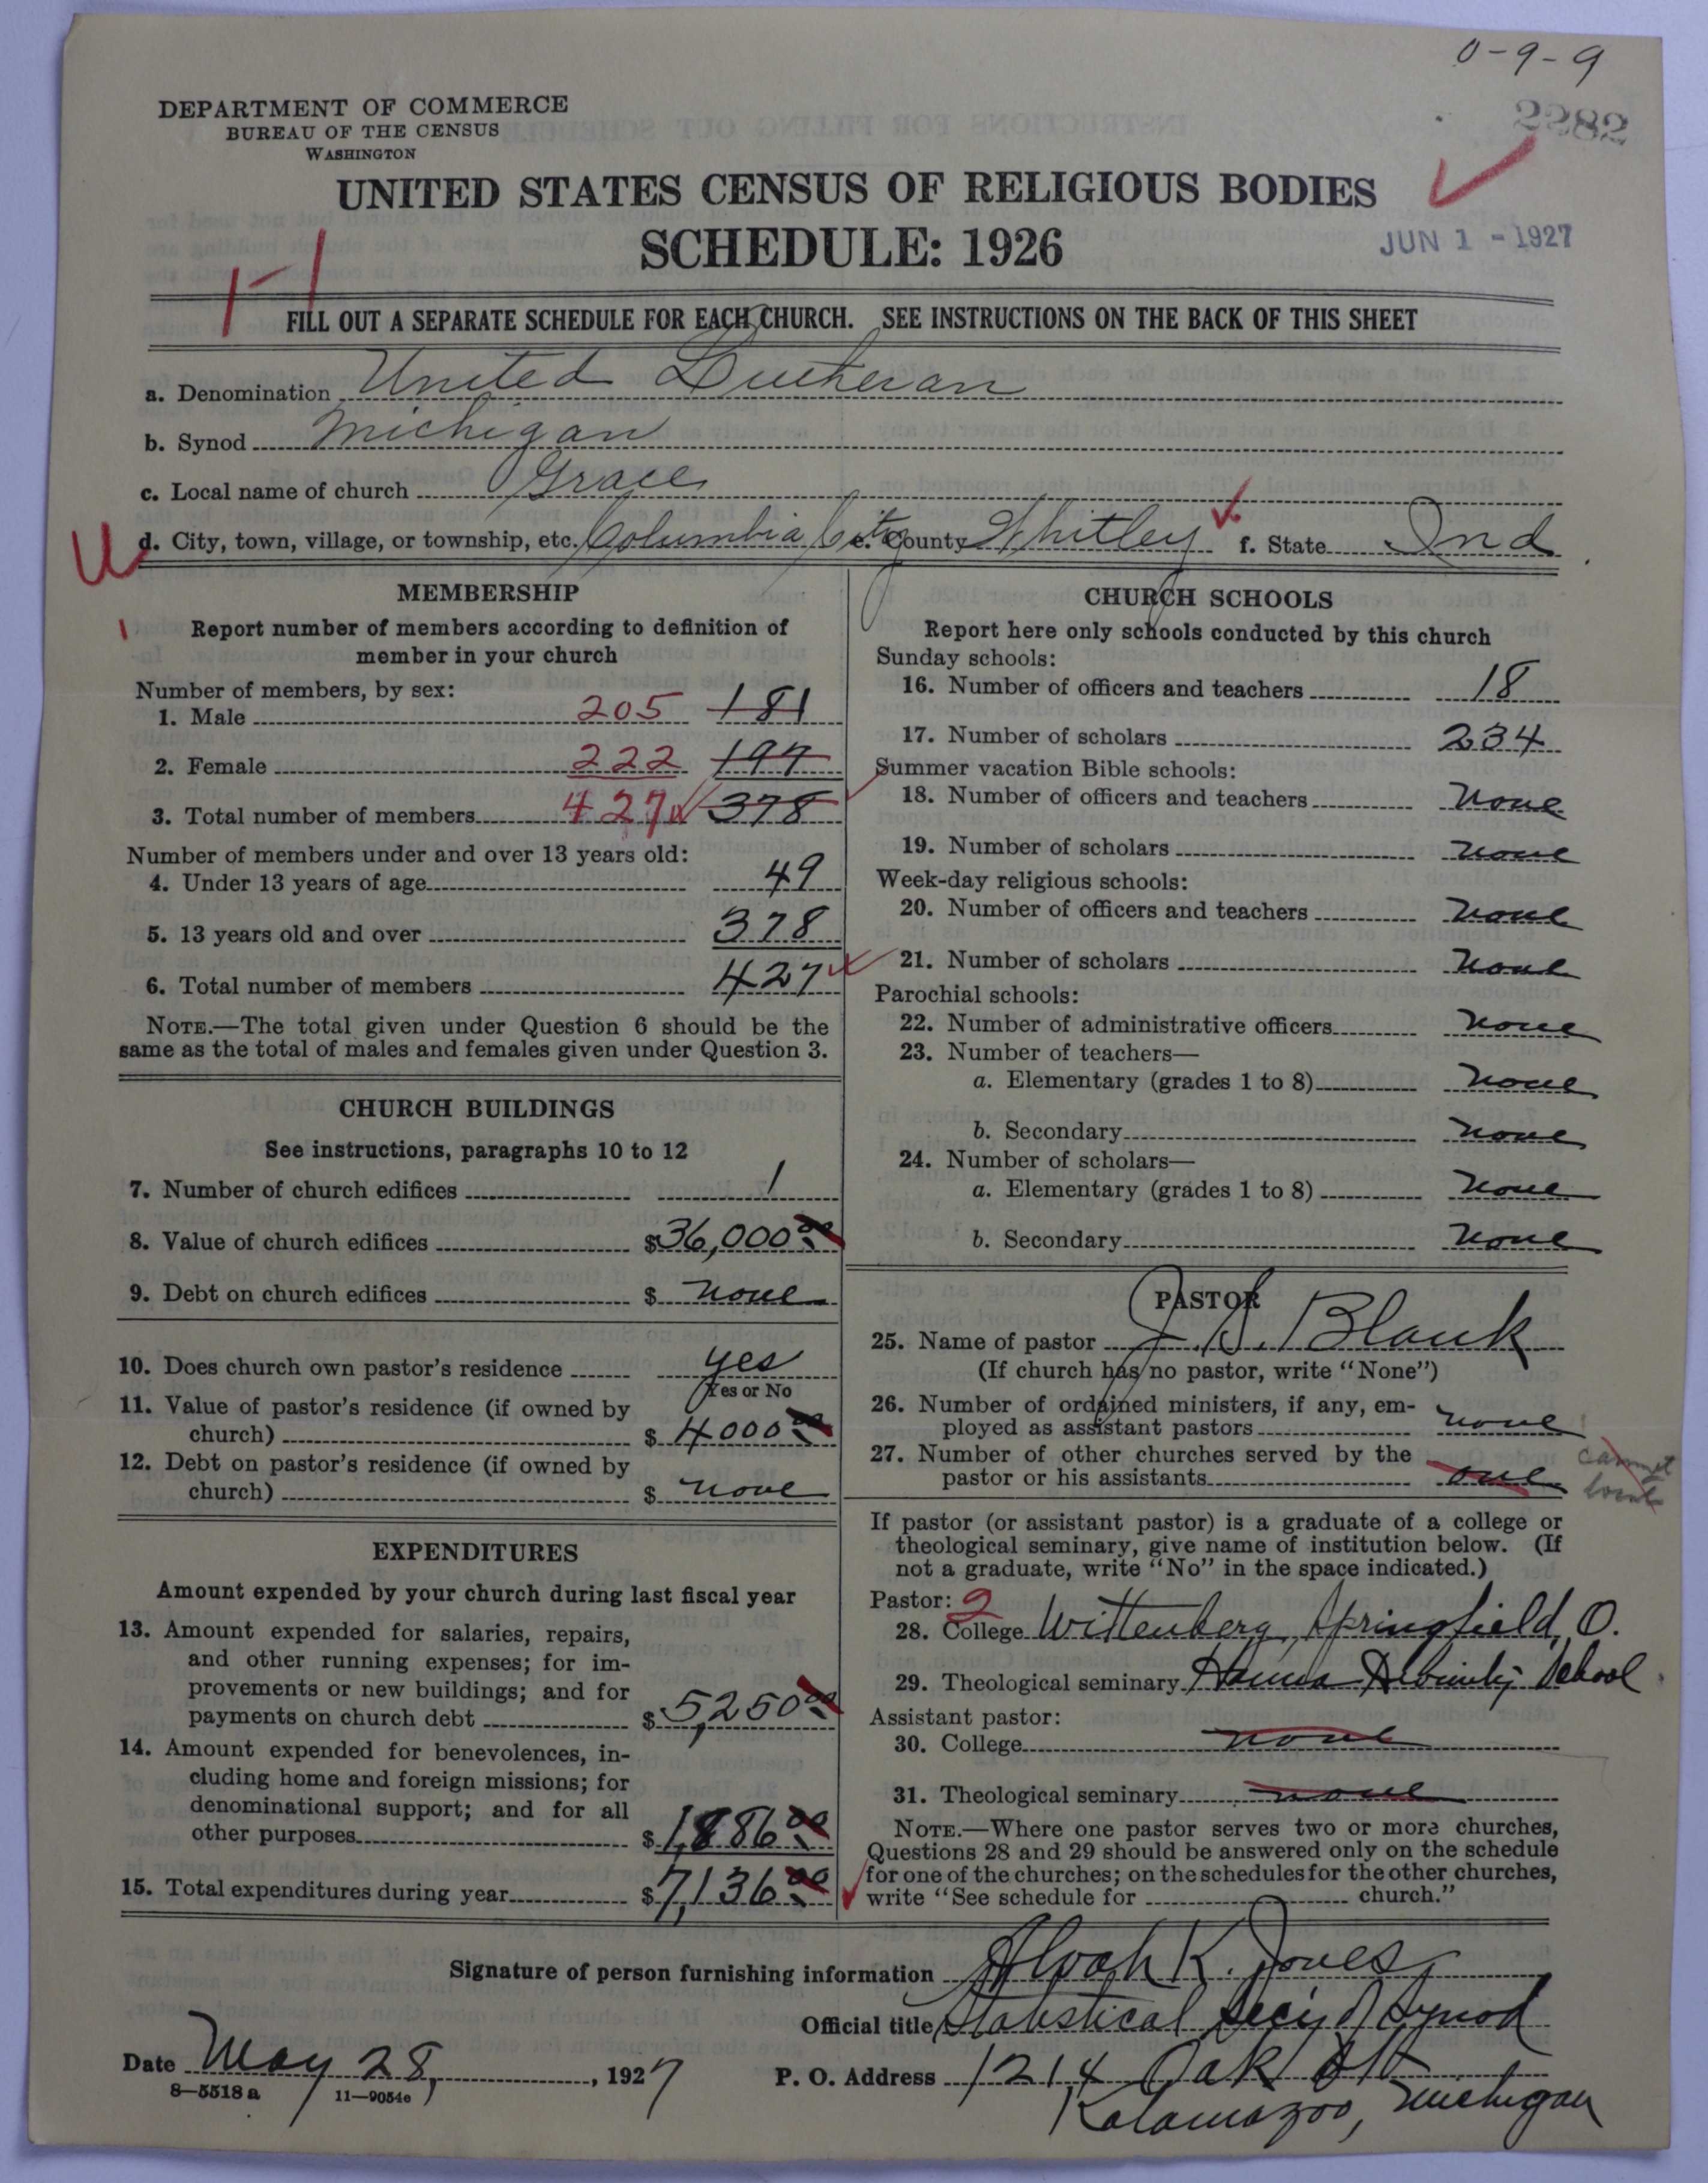 0-9-9
2282
DEPARTMENT OF COMMERCE
BUREAU OF THE CENSUS
WASHINGTON
UNITED STATES CENSUS OF RELIGIOUS BODIES
SCHEDULE: 1926
JUN 1 - 1927
FILL OUT A SEPARATE SCHEDULE FOR EACH CHURCH. SEE INSTRUCTIONS ON THE BACK OF THIS SHEET
a. Denomination United Lutheran
b. Synod Michigan
c. Local name of church Grace
d. City, town, village, or township, etc. Columbia City e. County Whitley f. State Ind
MEMBERSHIP
1 Report number of members according to definition of
member in your church
Number of members, by sex:
1. Male 205 181
2. Female 222 197
3. Total number of members 427 378
Number of members under and over 13 years old:
4. Under 13 years of age 49
5. 13 years old and over 378
6. Total number of members 427
NOTE.—The total given under Question 6 should be the
same as the total of males and females given under Question 3.
CHURCH BUILDINGS
See instructions, paragraphs 10 to 12
7. Number of church edifices 1
8. Value of church edifices $36,000 00
9. Debt on church edifices $ none
10. Does church own pastor's residence yes
Yes or No
11. Value of pastor's residence (if owned by
church) $ 4000 00
12. Debt on pastor's residence (if owned by
church) $ none
EXPENDITURES
Amount expended by your church during last fiscal year
13. Amount expended for salaries, repairs,
and other running expenses; for im-
provements or new buildings; and for
payments on church debt $5,250 00
14. Amount expended for benevolences, in-
cluding home and foreign missions; for
denominational support; and for all
other purposes $1,886 00
15. Total expenditures during year $7,136 00
CHURCH SCHOOLS
Report here only schools conducted by this church
Sunday schools:
16. Number of officers and teachers 18
17. Number of scholars 234
Summer vacation Bible schools:
18. Number of officers and teachers None
19. Number of scholars none
Week-day religious schools:
20. Number of officers and teachers none
21. Number of scholars none
Parochial schools:
22. Number of administrative officers none
23. Number of teachers—
a. Elementary (grades 1 to 8) none
b. Secondary none
24. Number of scholars—
a. Elementary (grades 1 to 8) none
b. Secondary none
PASTOR
25. Name of pastor J. S. Blank
(If church has no pastor, write "None")
26. Number of ordained ministers, if any, em-
ployed as assistant pastors none
27. Number of other churches served by the
pastor or his assistants one
cannot
If pastor (or assistant pastor) is a graduate of a college or
theological seminary, give name of institution below. (If
not a graduate, write "No" in the space indicated.)
Pastor: 2
28. College Wittenberg, Springfield, O.
29. Theological seminary Hamma Divinity School
Assistant pastor:
30. College none
31. Theological seminary none
NOTE.—Where one pastor serves two or more churches,
Questions 28 and 29 should be answered only on the schedule
for one of the churches; on the schedules for the other churches,
write "See schedule for church."
Signature of person furnishing information Alvah K. Jones
Official title Statistical Sec'y of Synod
Date May 28, 1927 P. O. Address 1214 Oak St
Kalamazoo, Michigan
8—5518 a 11—9054c